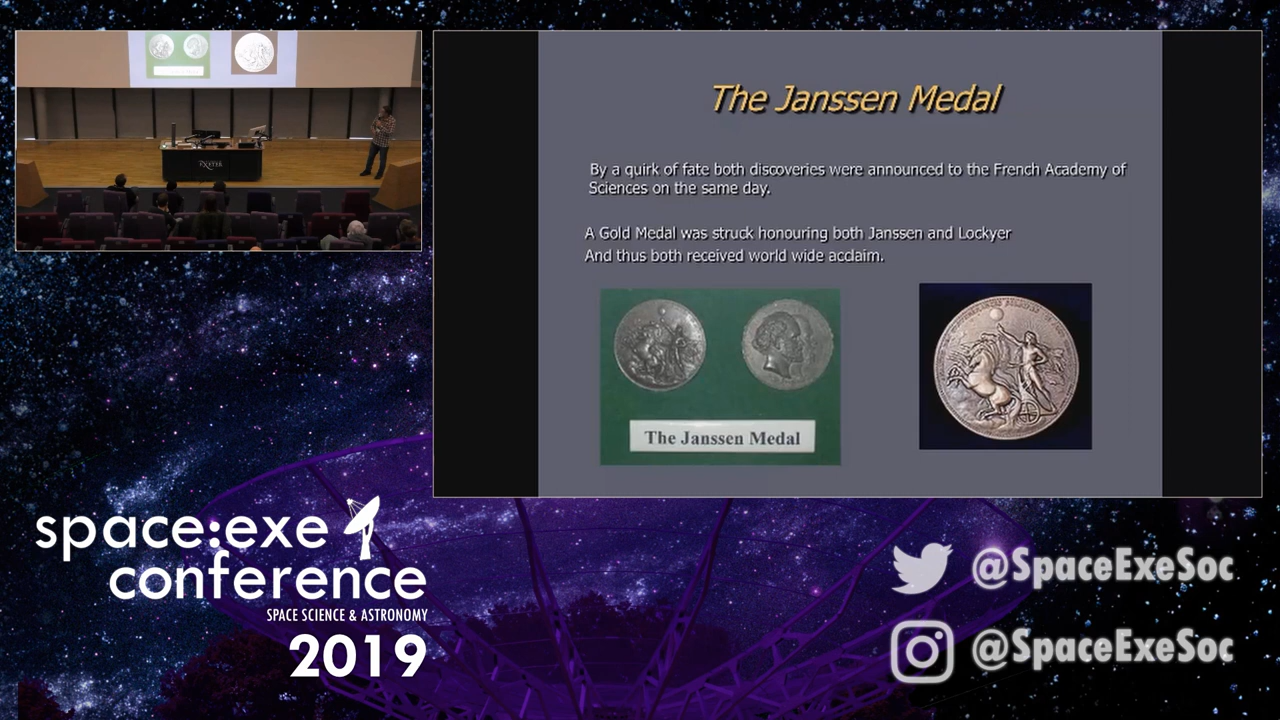 The Janssen Medal
By a quirk of fate both discoveries were announced to the French Academy of
Sciences on the same day.
A Gold Medal was struck honouring both Janssen and Lockyer
And thus both received world wide acclaim.
The Janssen Medal
EXETER
space:exe
conference
SPACE SCIENCE & ASTRONOMY
2019
@SpaceExeSoc
@SpaceExeSoc